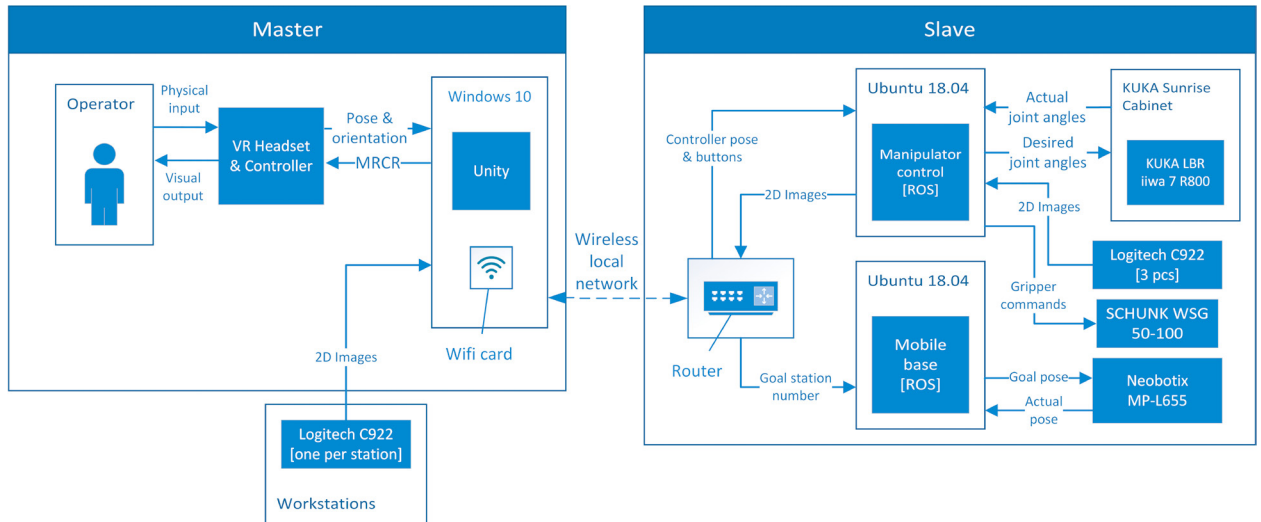 Master
Operator
Physical
input
Visual
output
VR Headset
& Controller
Pose &
orientation
MRCR
Windows 10
Unity
Wifi card
2D Images
Logitech C922
[one per station]
Workstations
Wireless
local
network
Slave
Router
Controller pose
& buttons
2D Images
Goal station
number
Ubuntu 18.04
Manipulator
control
[ROS]
Ubuntu 18.04
Mobile
base
[ROS]
Actual
joint angles
Desired
joint angles
2D Images
Gripper
commands
Goal pose
Actual
pose
KUKA Sunrise
Cabinet
KUKA LBR
iiwa 7 R800
Logitech C922
[3 pcs]
SCHUNK WSG
50-100
Neobotix
MP-L655